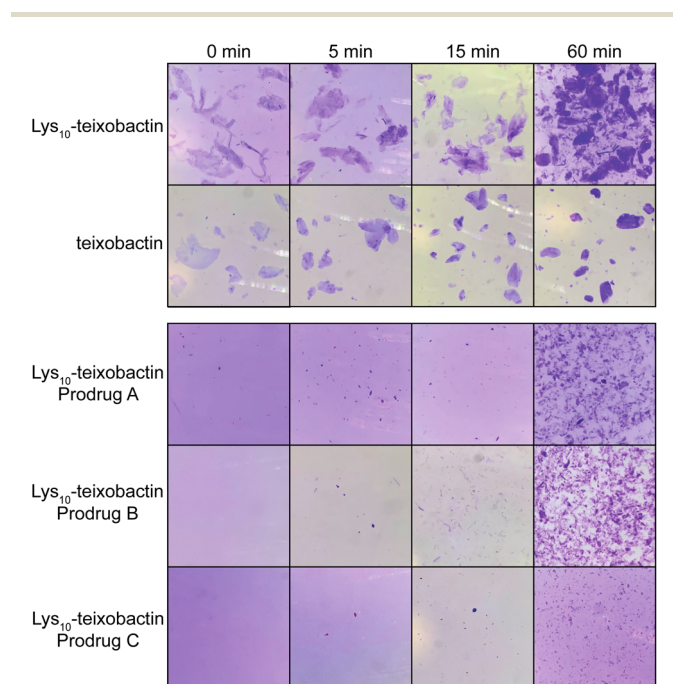 0 min 5 min 15 min 60 min
Lys₁₀-teixobactin
teixobactin
Lys₁₀-teixobactin
Prodrug A
Lys₁₀-teixobactin
Prodrug B
Lys₁₀-teixobactin
Prodrug C